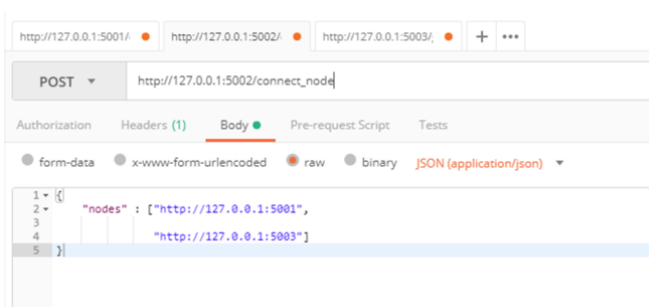 http://127.0.0.1:5001/ http://127.0.0.1:5002/ http://127.0.0.1:5003/ + •••
POST http://127.0.0.1:5002/connect_node
Authorization Headers (1) Body Pre-request Script Tests
form-data x-www-form-urlencoded raw binary JSON (application/json)
1 {
2 "nodes" : ["http://127.0.0.1:5001",
3
4 "http://127.0.0.1:5003"]
5 }